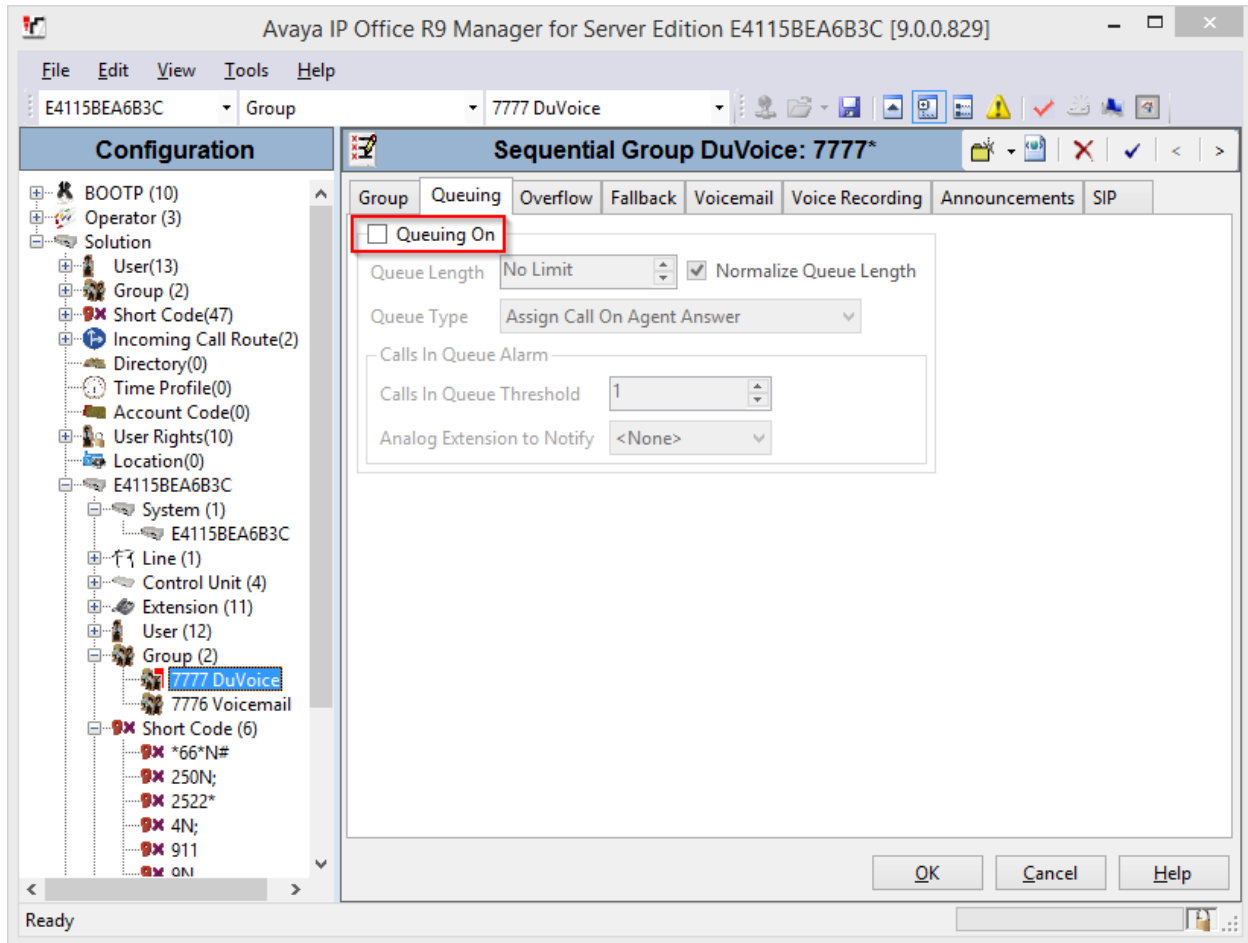 Avaya IP Office R9 Manager for Server Edition E4115BEA6B3C [9.0.0.829]
File Edit View Tools Help
E4115BEA6B3C Group 7777 DuVoice
Configuration
BOOTP (10)
Operator (3)
Solution
User(13)
Group (2)
Short Code(47)
Incoming Call Route(2)
Directory(0)
Time Profile(0)
Account Code(0)
User Rights(10)
Location(0)
E4115BEA6B3C
System (1)
E4115BEA6B3C
Line (1)
Control Unit (4)
Extension (11)
User (12)
Group (2)
7777 DuVoice
7776 Voicemail
Short Code (6)
*66*N#
250N;
2522*
4N;
911
9N
Sequential Group DuVoice: 7777*
Group Queuing Overflow Fallback Voicemail Voice Recording Announcements SIP
Queuing On
Queue Length No Limit Normalize Queue Length
Queue Type Assign Call On Agent Answer
Calls In Queue Alarm
Calls In Queue Threshold 1
Analog Extension to Notify <None>
OK Cancel Help
Ready